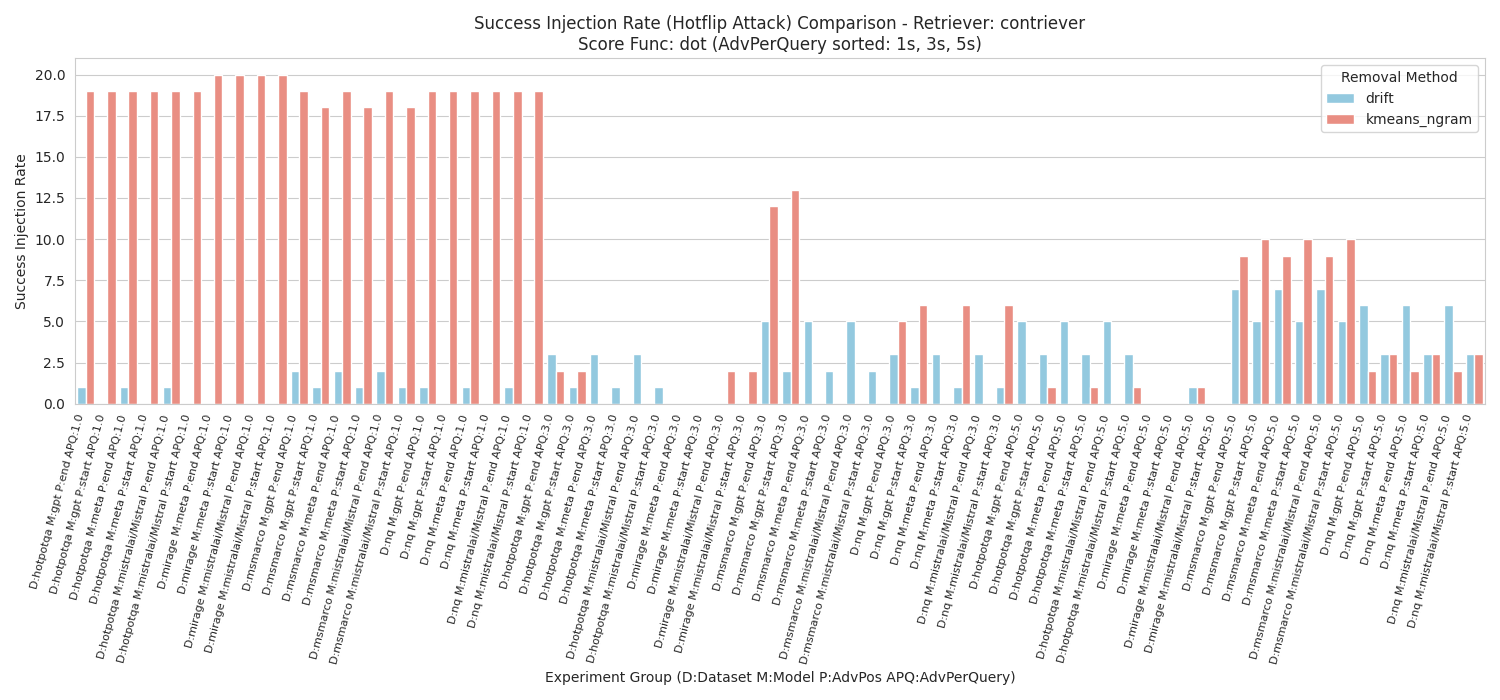 Success Injection Rate (Hotflip Attack) Comparison - Retriever: contriever
Score Func: dot (AdvPerQuery sorted: 1s, 3s, 5s)
Removal Method
drift
kmeans_ngram
Success Injection Rate
20.0
17.5
15.0
12.5
10.0
7.5
5.0
2.5
0.0
D:hotpotqa M:gpt P:end APQ:1.0
D:hotpotqa M:gpt P:start APQ:1.0
D:hotpotqa M:meta P:end APQ:1.0
D:hotpotqa M:meta P:start APQ:1.0
D:hotpotqa M:mistralai/Mistral P:end APQ:1.0
D:hotpotqa M:mistralai/Mistral P:start APQ:1.0
D:mirage M:meta P:end APQ:1.0
D:mirage M:meta P:start APQ:1.0
D:mirage M:mistralai/Mistral P:end APQ:1.0
D:mirage M:mistralai/Mistral P:start APQ:1.0
D:msmarco M:gpt P:end APQ:1.0
D:msmarco M:gpt P:start APQ:1.0
D:msmarco M:meta P:end APQ:1.0
D:msmarco M:meta P:start APQ:1.0
D:msmarco M:mistralai/Mistral P:end APQ:1.0
D:msmarco M:mistralai/Mistral P:start APQ:1.0
D:nq M:gpt P:end APQ:1.0
D:nq M:gpt P:start APQ:1.0
D:nq M:meta P:end APQ:1.0
D:nq M:meta P:start APQ:1.0
D:nq M:mistralai/Mistral P:end APQ:1.0
D:nq M:mistralai/Mistral P:start APQ:1.0
D:hotpotqa M:gpt P:end APQ:3.0
D:hotpotqa M:gpt P:start APQ:3.0
D:hotpotqa M:meta P:end APQ:3.0
D:hotpotqa M:meta P:start APQ:3.0
D:hotpotqa M:mistralai/Mistral P:end APQ:3.0
D:hotpotqa M:mistralai/Mistral P:start APQ:3.0
D:mirage M:meta P:end APQ:3.0
D:mirage M:meta P:start APQ:3.0
D:mirage M:mistralai/Mistral P:end APQ:3.0
D:mirage M:mistralai/Mistral P:start APQ:3.0
D:msmarco M:gpt P:end APQ:3.0
D:msmarco M:gpt P:start APQ:3.0
D:msmarco M:meta P:end APQ:3.0
D:msmarco M:meta P:start APQ:3.0
D:msmarco M:mistralai/Mistral P:end APQ:3.0
D:msmarco M:mistralai/Mistral P:start APQ:3.0
D:nq M:gpt P:end APQ:3.0
D:nq M:gpt P:start APQ:3.0
D:nq M:meta P:end APQ:3.0
D:nq M:meta P:start APQ:3.0
D:nq M:mistralai/Mistral P:end APQ:3.0
D:nq M:mistralai/Mistral P:start APQ:3.0
D:hotpotqa M:gpt P:end APQ:5.0
D:hotpotqa M:gpt P:start APQ:5.0
D:hotpotqa M:meta P:end APQ:5.0
D:hotpotqa M:meta P:start APQ:5.0
D:hotpotqa M:mistralai/Mistral P:end APQ:5.0
D:hotpotqa M:mistralai/Mistral P:start APQ:5.0
D:mirage M:meta P:end APQ:5.0
D:mirage M:meta P:start APQ:5.0
D:mirage M:mistralai/Mistral P:end APQ:5.0
D:mirage M:mistralai/Mistral P:start APQ:5.0
D:msmarco M:gpt P:end APQ:5.0
D:msmarco M:gpt P:start APQ:5.0
D:msmarco M:meta P:end APQ:5.0
D:msmarco M:meta P:start APQ:5.0
D:msmarco M:mistralai/Mistral P:end APQ:5.0
D:msmarco M:mistralai/Mistral P:start APQ:5.0
D:nq M:gpt P:end APQ:5.0
D:nq M:gpt P:start APQ:5.0
D:nq M:meta P:end APQ:5.0
D:nq M:meta P:start APQ:5.0
D:nq M:mistralai/Mistral P:end APQ:5.0
D:nq M:mistralai/Mistral P:start APQ:5.0
Experiment Group (D:Dataset M:Model P:AdvPos APQ:AdvPerQuery)